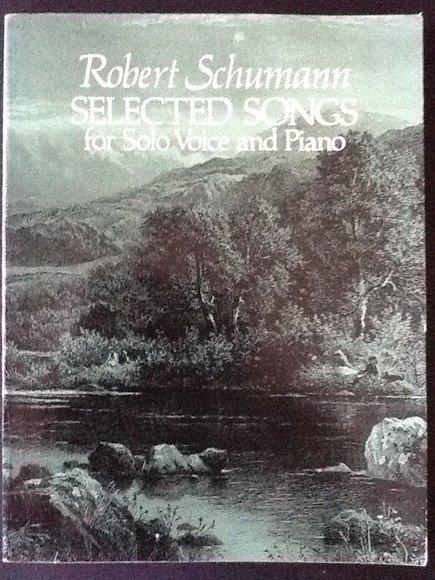 Robert Schumann
SELECTED SONGS
for Solo Voice and Piano